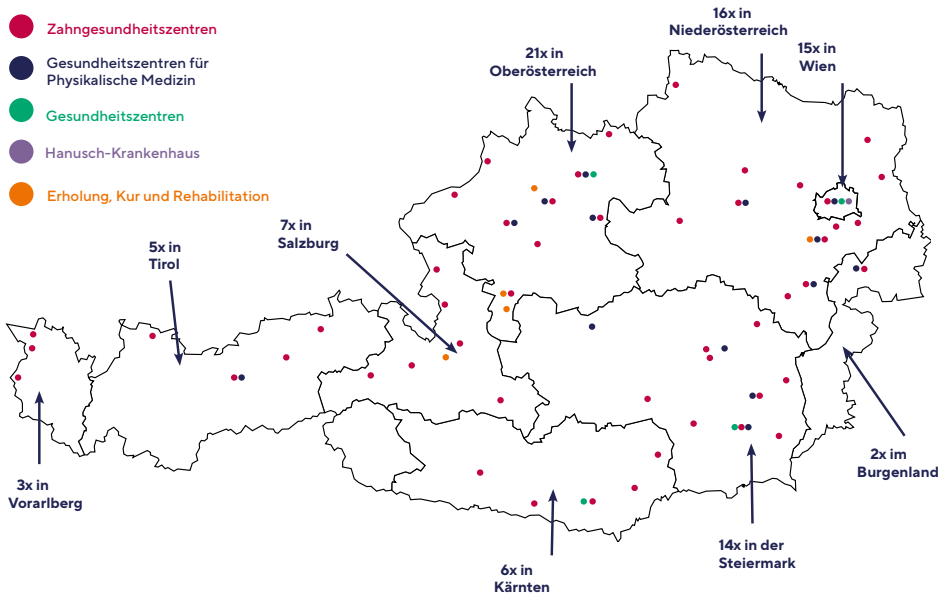 Zahngesundheitszentren
Gesundheitszentren für
Physikalische Medizin
Gesundheitszentren
Hanusch-Krankenhaus
Erholung, Kur und Rehabilitation
16x in
Niederösterreich
15x in
Wien
21x in
Oberösterreich
7x in
Salzburg
5x in
Tirol
3x in
Vorarlberg
2x im
Burgenland
14x in der
Steiermark
6x in
Kärnten